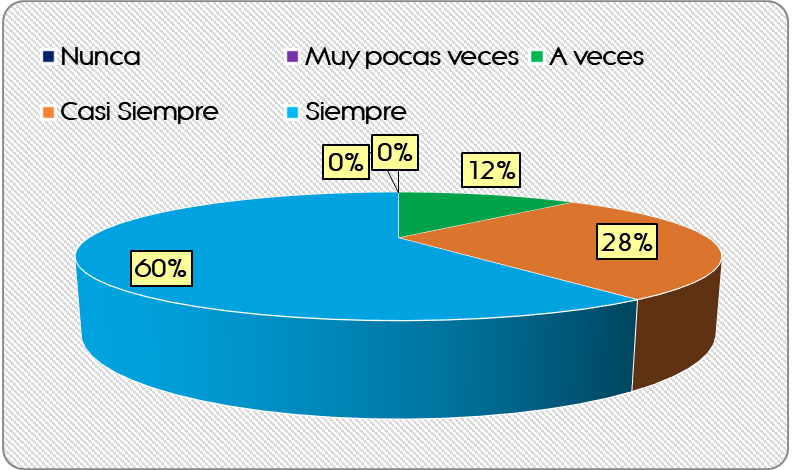 Nunca Muy pocas veces A veces
Casi Siempre Siempre
0% 0% 12%
28%
60%